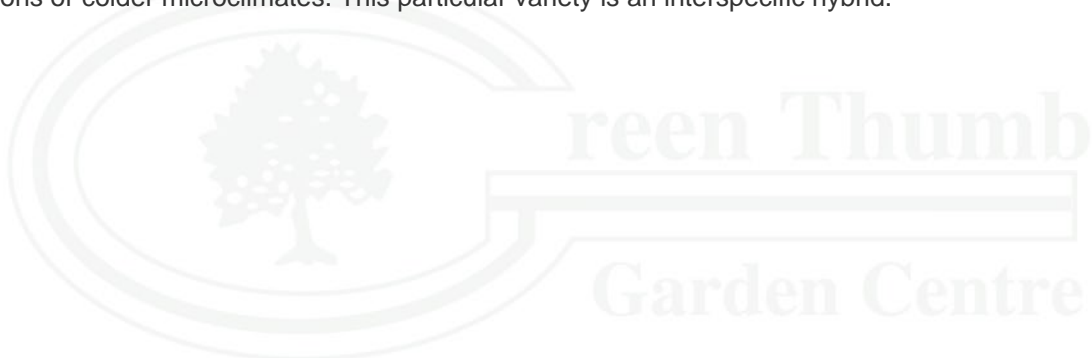 ons or colder microclimates. This particular variety is an interspecific hybrid.
reen Thumb
Garden Centre